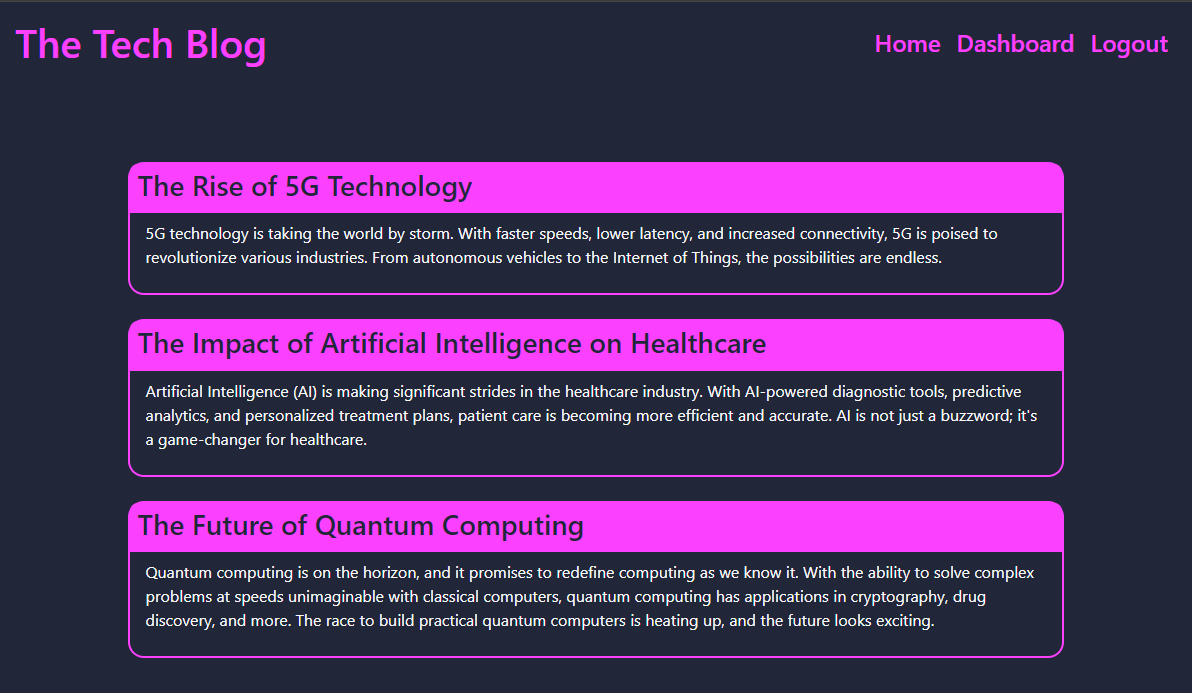 The Tech Blog
Home Dashboard Logout
The Rise of 5G Technology
5G technology is taking the world by storm. With faster speeds, lower latency, and increased connectivity, 5G is poised to
revolutionize various industries. From autonomous vehicles to the Internet of Things, the possibilities are endless.
The Impact of Artificial Intelligence on Healthcare
Artificial Intelligence (AI) is making significant strides in the healthcare industry. With AI-powered diagnostic tools, predictive
analytics, and personalized treatment plans, patient care is becoming more efficient and accurate. AI is not just a buzzword; it's
a game-changer for healthcare.
The Future of Quantum Computing
Quantum computing is on the horizon, and it promises to redefine computing as we know it. With the ability to solve complex
problems at speeds unimaginable with classical computers, quantum computing has applications in cryptography, drug
discovery, and more. The race to build practical quantum computers is heating up, and the future looks exciting.